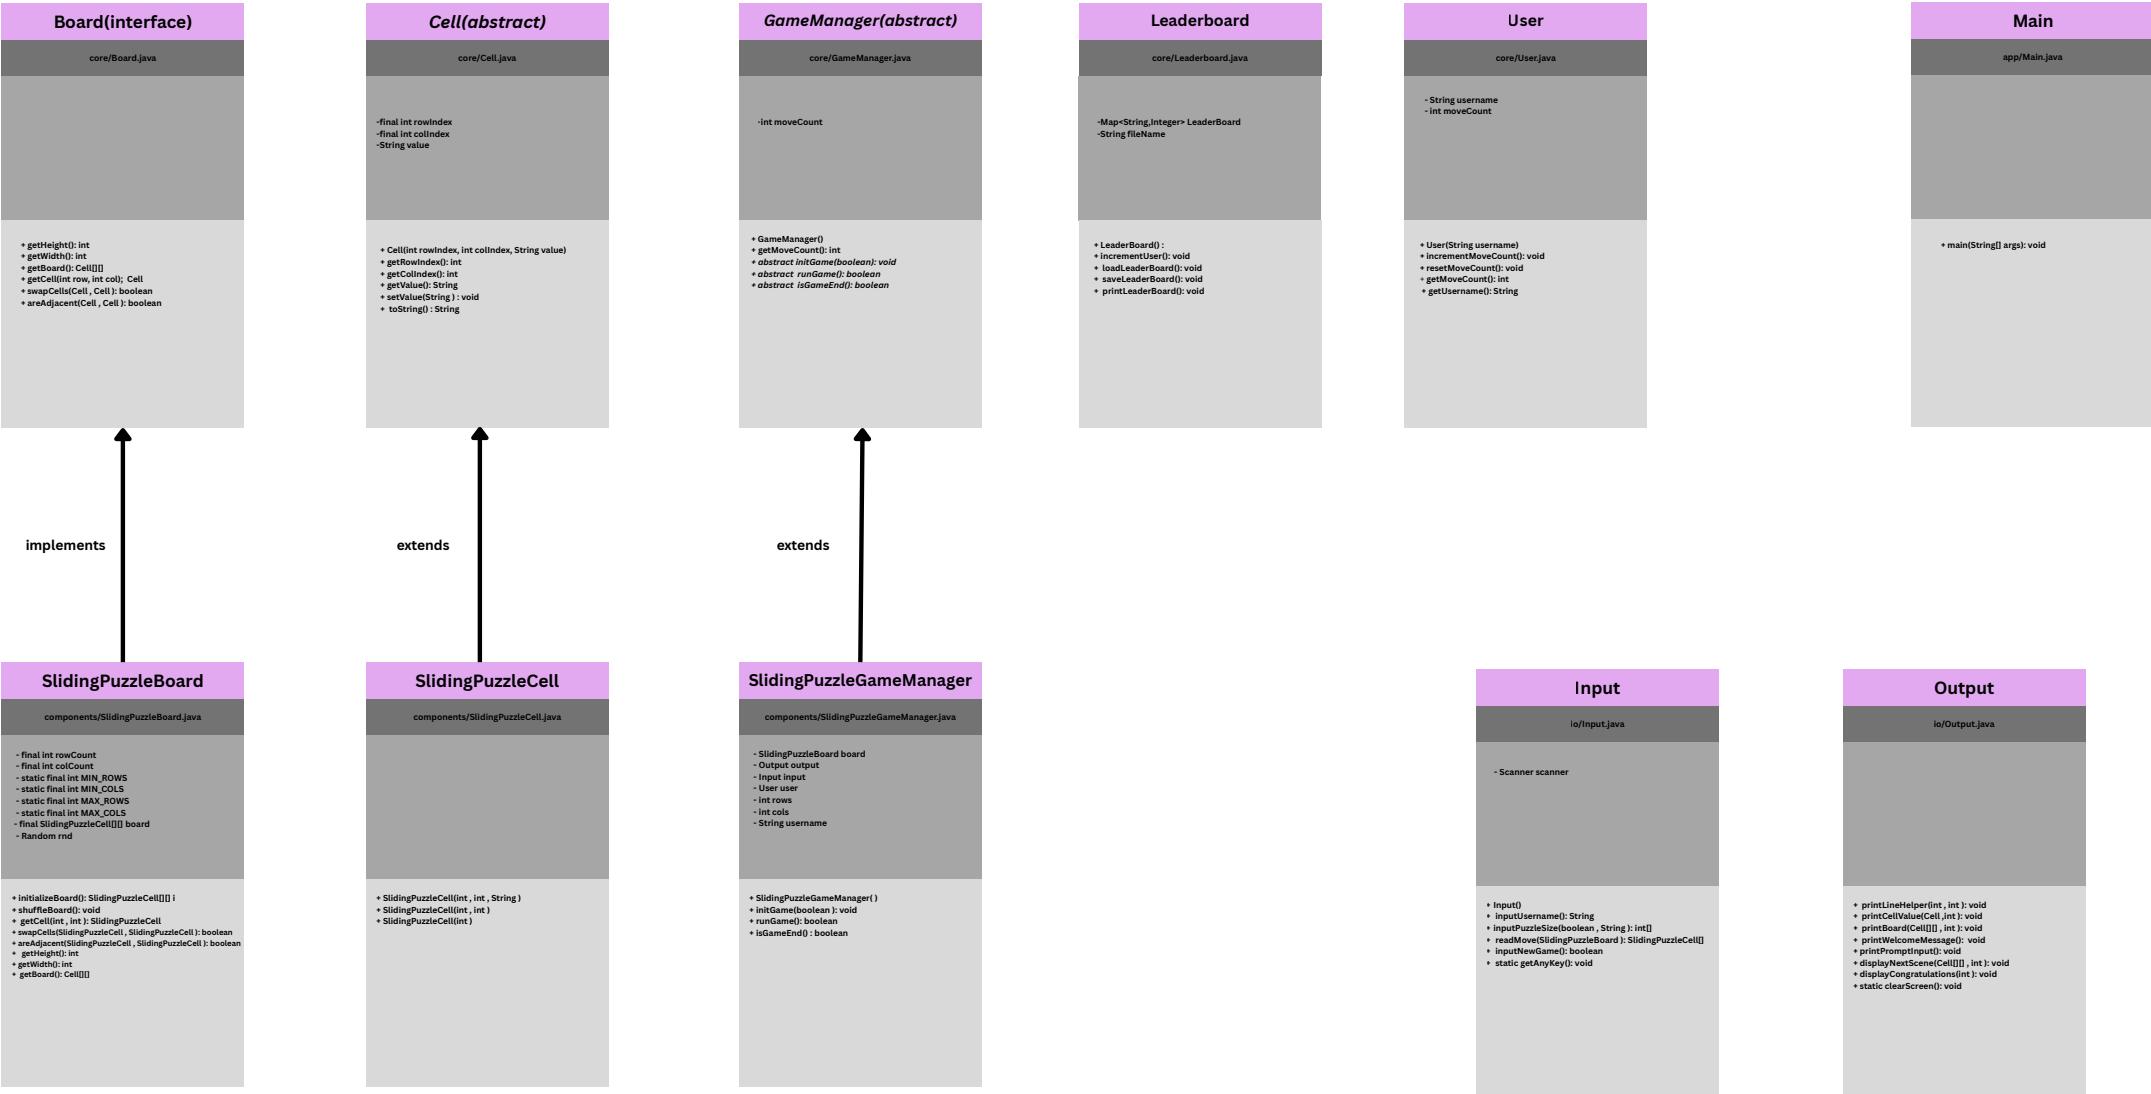 Board(interface)
core/Board.java
+ getHeight(): int
+ getWidth(): int
+ getBoard(): Cell[][]
+ getCell(int row, int col); Cell
+ swapCells(Cell , Cell ): boolean
+ areAdjacent(Cell , Cell ): boolean
Cell(abstract)
core/Cell.java
-final int rowIndex
-final int colIndex
-String value
+ Cell(int rowIndex, int colIndex, String value)
+ getRowIndex(): int
+ getColIndex(): int
+ getValue(): String
+ setValue(String ) : void
+ toString() : String
GameManager(abstract)
core/GameManager.java
-int moveCount
+ GameManager()
+ getMoveCount(): int
+ abstract initGame(boolean): void
+ abstract runGame(): boolean
+ abstract isGameEnd(): boolean
Leaderboard
core/Leaderboard.java
-Map<String,Integer> LeaderBoard
-String fileName
+ LeaderBoard() :
+ incrementUser(): void
+ loadLeaderBoard(): void
+ saveLeaderBoard(): void
+ printLeaderBoard(): void
User
core/User.java
- String username
- int moveCount
+ User(String username)
+ incrementMoveCount(): void
+ resetMoveCount(): void
+ getMoveCount(): int
+ getUsername(): String
Main
app/Main.java
+ main(String[] args): void
implements
extends
extends
SlidingPuzzleBoard
components/SlidingPuzzleBoard.java
- final int rowCount
- final int colCount
- static final int MIN_ROWS
- static final int MIN_COLS
- static final int MAX_ROWS
- static final int MAX_COLS
- final SlidingPuzzleCell[][] board
- Random rnd
+ initializeBoard(): SlidingPuzzleCell[][] i
+ shuffleBoard(): void
+ getCell(int , int ): SlidingPuzzleCell
+ swapCells(SlidingPuzzleCell , SlidingPuzzleCell ): boolean
+ areAdjacent(SlidingPuzzleCell , SlidingPuzzleCell ): boolean
+ getHeight(): int
+ getWidth(): int
+ getBoard(): Cell[][]
SlidingPuzzleCell
components/SlidingPuzzleCell.java
+ SlidingPuzzleCell(int , int , String )
+ SlidingPuzzleCell(int , int )
+ SlidingPuzzleCell(int )
SlidingPuzzleGameManager
components/SlidingPuzzleGameManager.java
- SlidingPuzzleBoard board
- Output output
- Input input
- User user
- int rows
- int cols
- String username
+ SlidingPuzzleGameManager( )
+ initGame(boolean ): void
+ runGame(): boolean
+ isGameEnd() : boolean
Input
io/Input.java
- Scanner scanner
+ Input()
+ inputUsername(): String
+ inputPuzzleSize(boolean , String ): int[]
+ readMove(SlidingPuzzleBoard ): SlidingPuzzleCell[]
+ inputNewGame(): boolean
+ static getAnyKey(): void
Output
io/Output.java
+ printLineHelper(int , int ): void
+ printCellValue(Cell ,int ): void
+ printBoard(Cell[][] , int ): void
+ printWelcomeMessage(): void
+ printPromptInput(): void
+ displayNextScene(Cell[][] , int ): void
+ displayCongratulations(int ): void
+ static clearScreen(): void